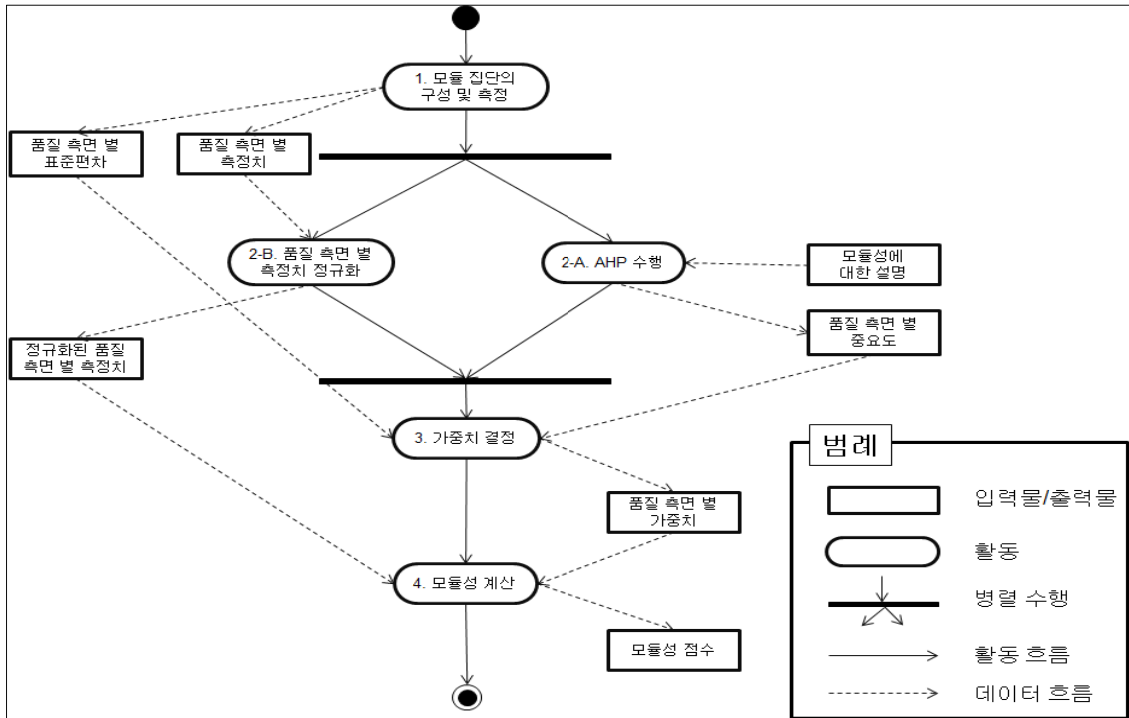 1. 모듈 집단의
구성 및 측정
품질 측면 별
표준편차
품질 측면 별
측정치
2-B. 품질 측면 별
측정치 정규화
2-A. AHP 수행
모듈성에
대한 설명
정규화된 품질
측면 별 측정치
품질 측면 별
중요도
3. 가중치 결정
품질 측면 별
가중치
4. 모듈성 계산
모듈성 점수
범례
입력물/출력물
활동
병렬 수행
활동 흐름
데이터 흐름